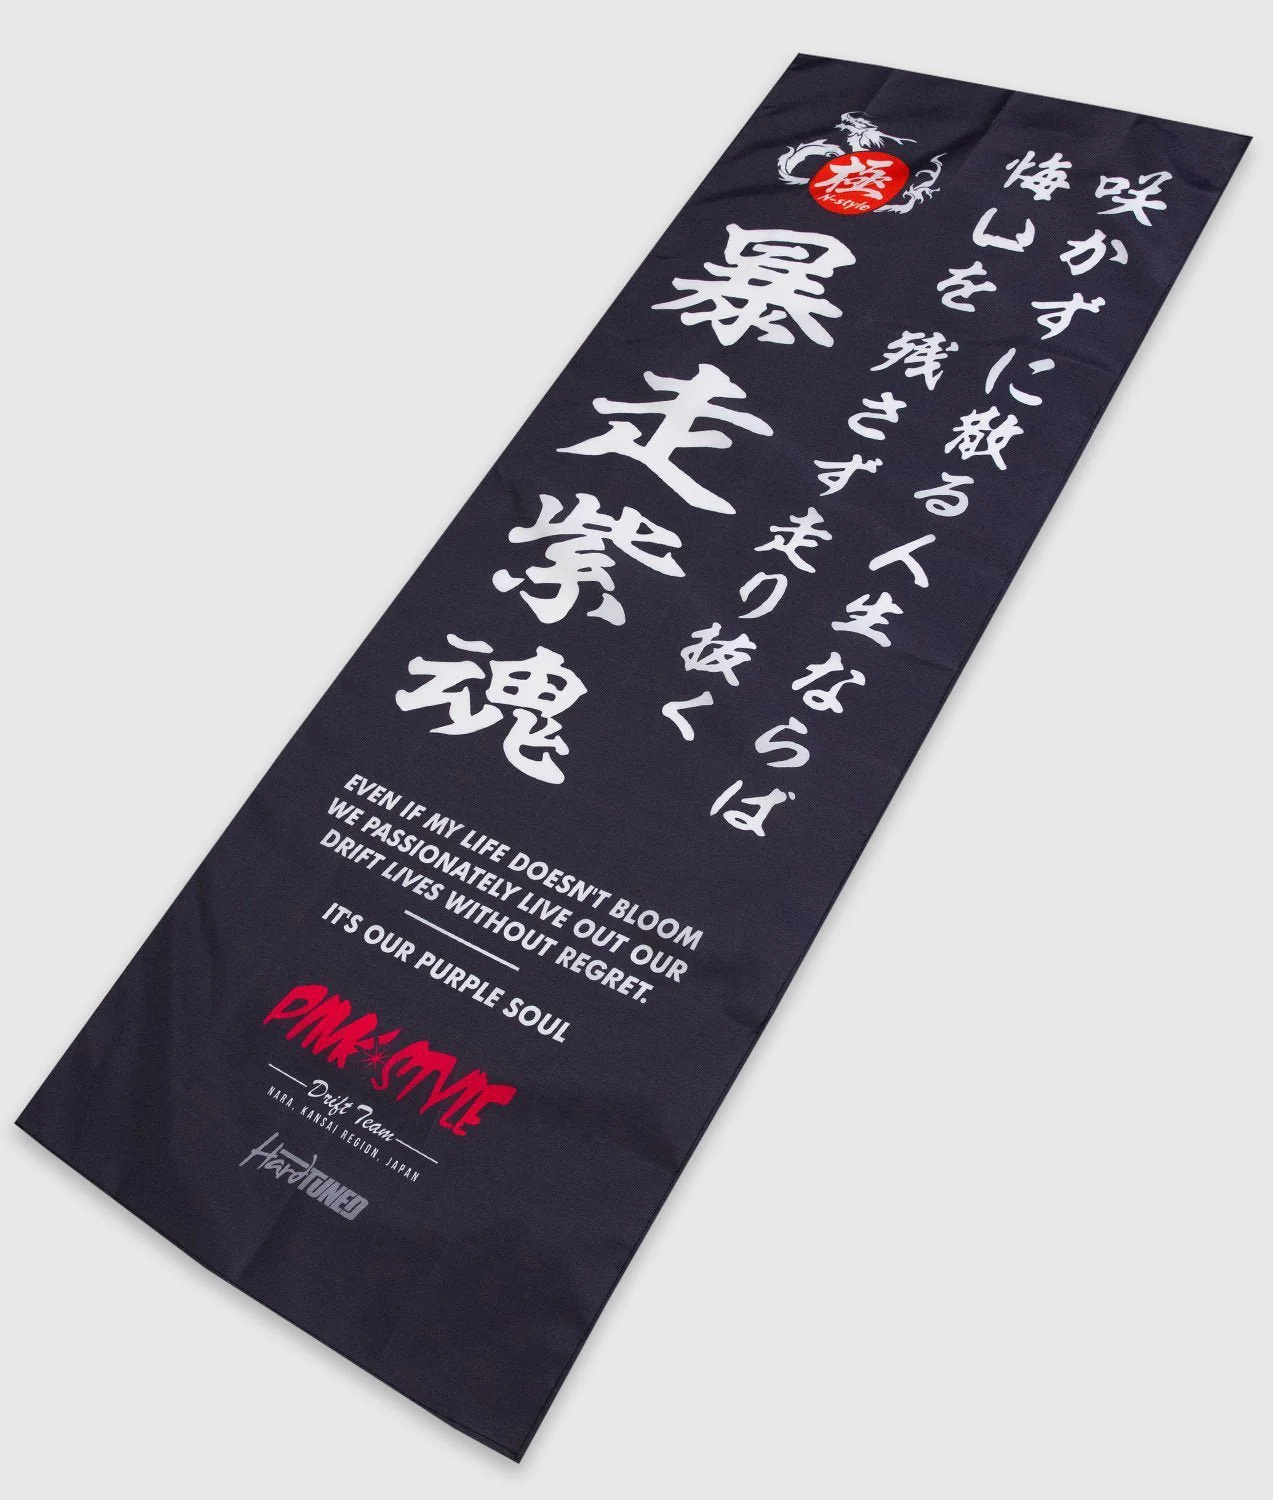 咲かずに散る人生ならば
悔いを残さず走り抜く
極
N-style
暴走紫魂
EVEN IF MY LIFE DOESN'T BLOOM
WE PASSIONATELY LIVE OUT OUR
DRIFT LIVES WITHOUT REGRET.
IT'S OUR PURPLE SOUL
PINK STYLE
Drift Team
NARA, KANSAI REGION, JAPAN
HardTUNED